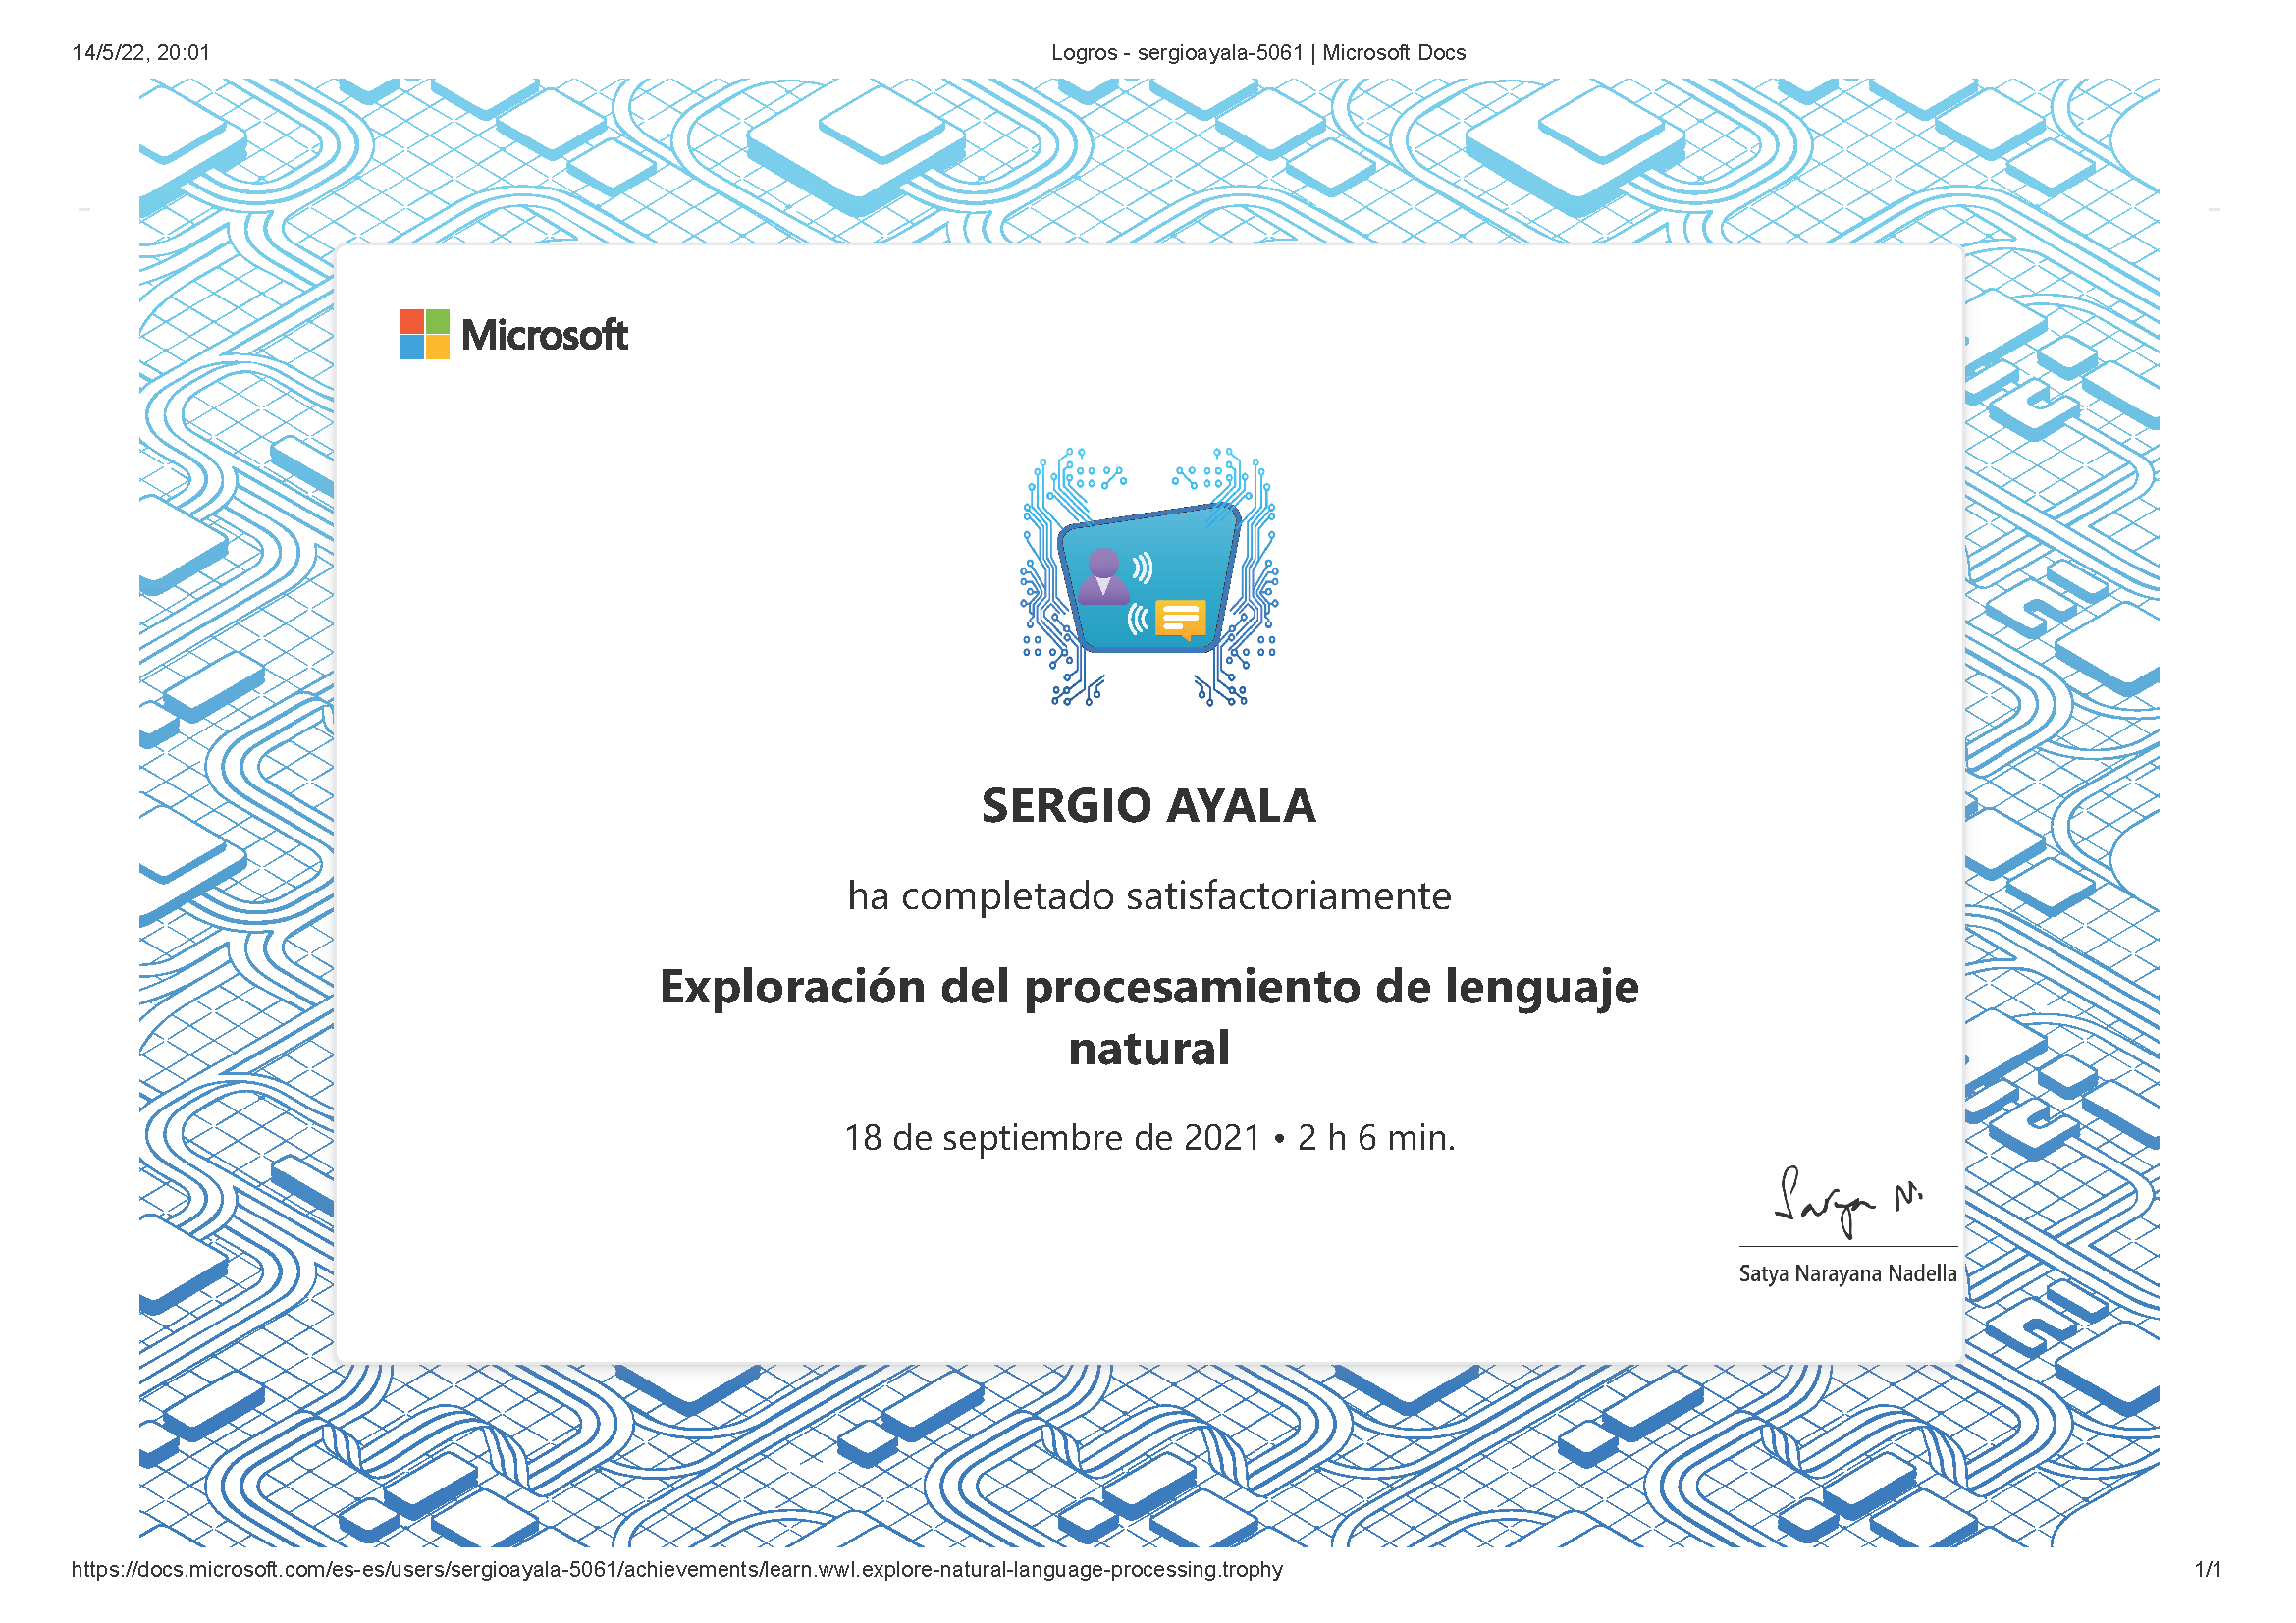 14/5/22, 20:01
Logros - sergioayala-5061 | Microsoft Docs
Microsoft
SERGIO AYALA
ha completado satisfactoriamente
Exploración del procesamiento de lenguaje
natural
18 de septiembre de 2021 • 2 h 6 min.
Satya N.
Satya Narayana Nadella
https://docs.microsoft.com/es-es/users/sergioayala-5061/achievements/learn.wwl.explore-natural-language-processing.trophy
1/1